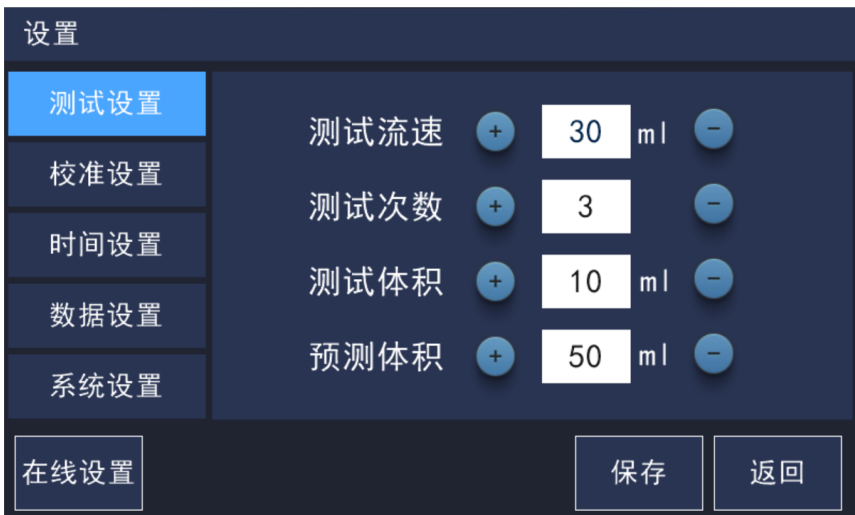 设置
测试设置
校准设置
时间设置
数据设置
系统设置
测试流速 + 30 ml -
测试次数 + 3 -
测试体积 + 10 ml -
预测体积 + 50 ml -
在线设置
保存
返回